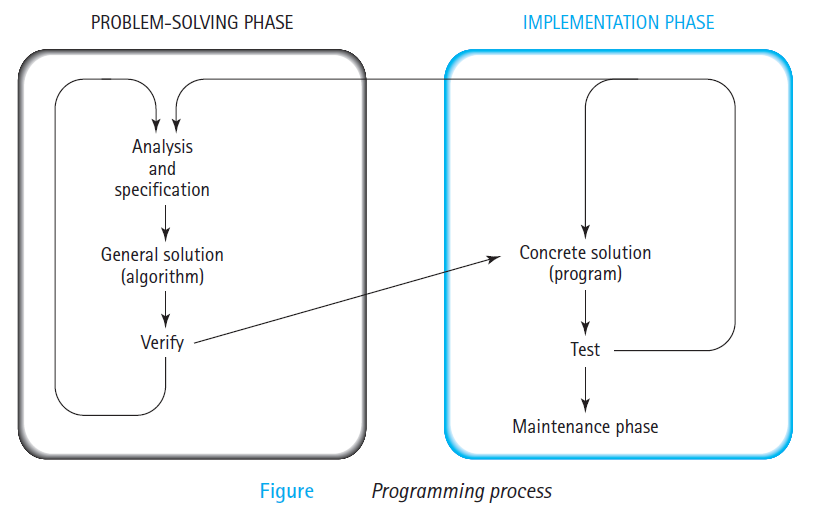 PROBLEM-SOLVING PHASE
IMPLEMENTATION PHASE
Analysis
and
specification
General solution
(algorithm)
Verify
Concrete solution
(program)
Test
Maintenance phase
Figure Programming process